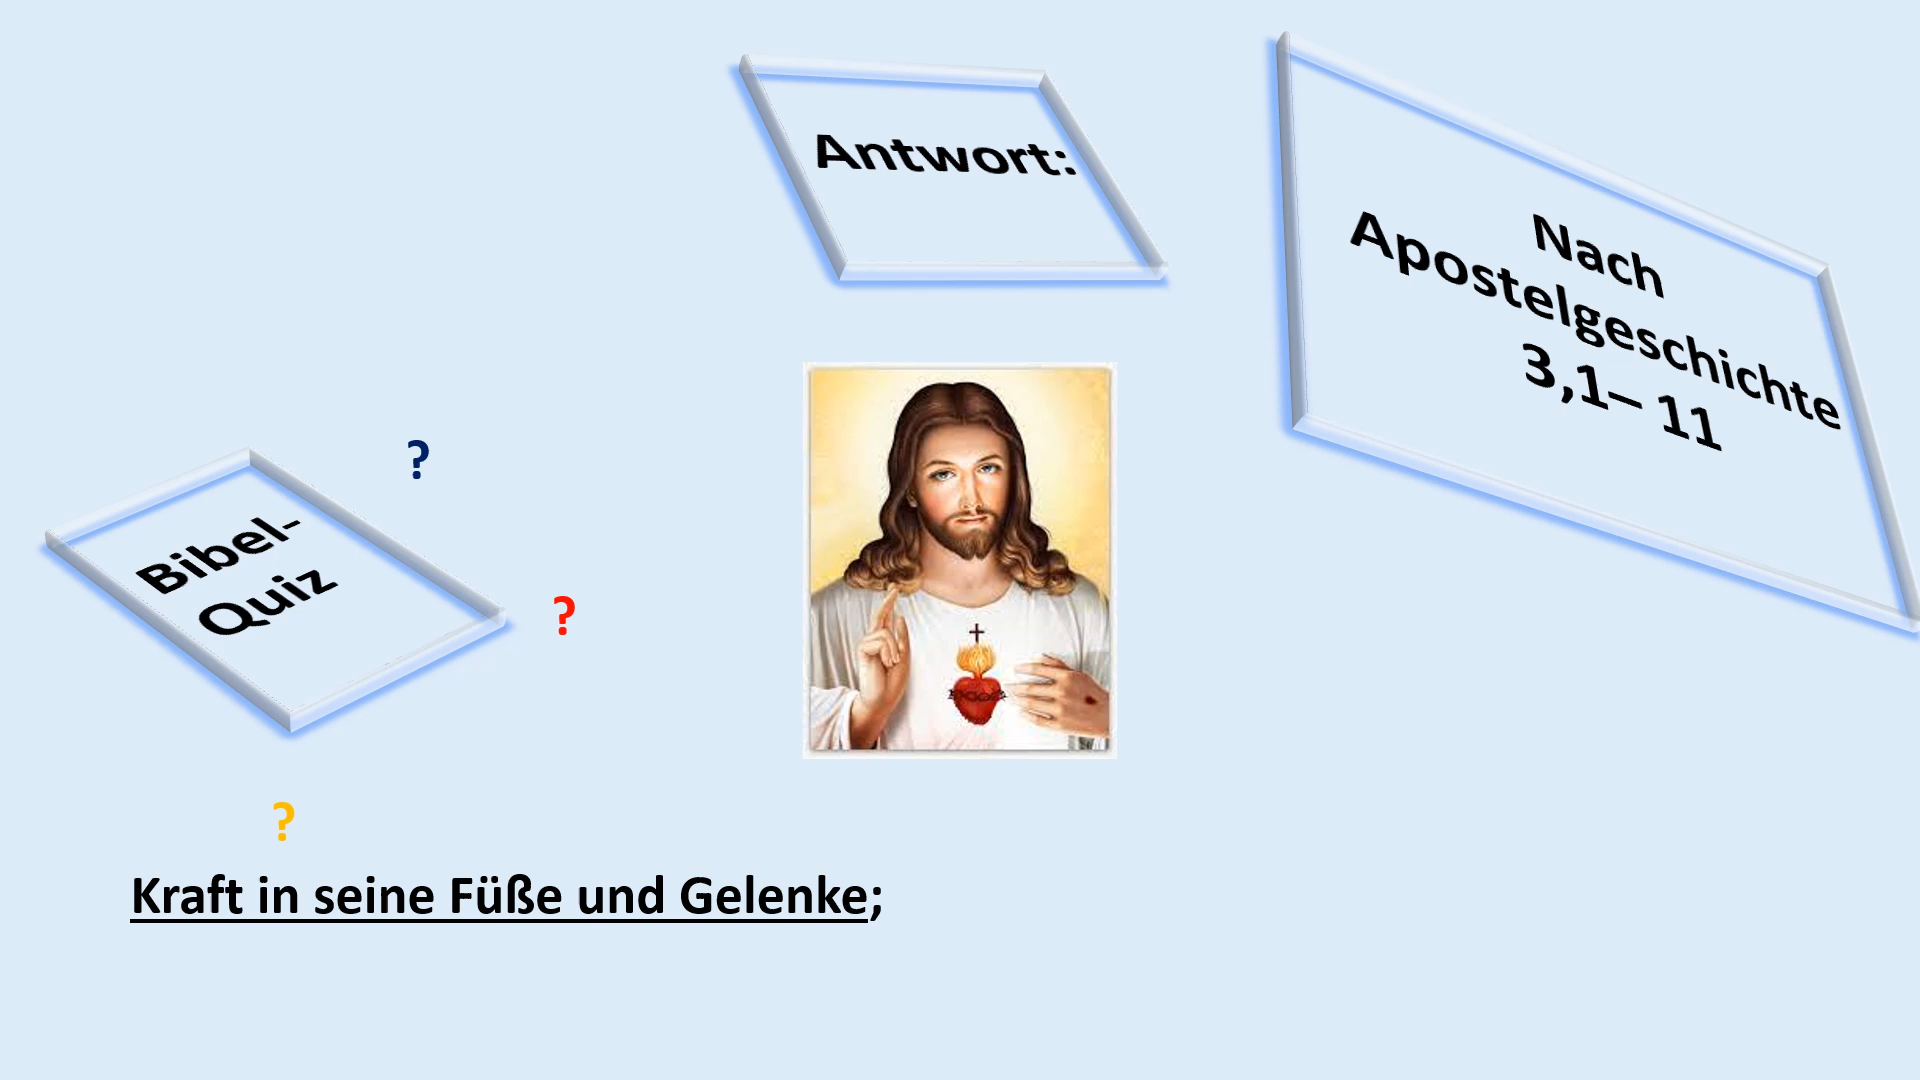 Antwort:
Nach
Apostelgeschichte
3,1– 11
Bibel-
Quiz
?
?
?
Kraft in seine Füße und Gelenke;